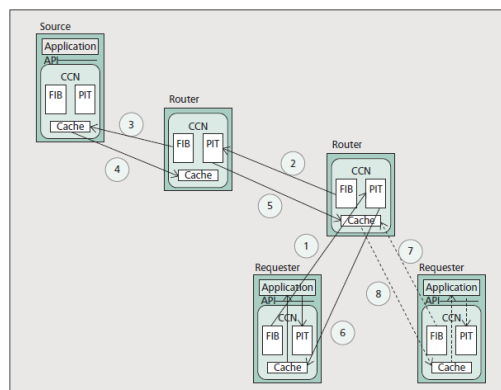 Source
Application
API
CCN
FIB PIT
Cache
Router
CCN
FIB PIT
Cache
Router
CCN
FIB PIT
Cache
3
4
2
5
1
7
8
6
Requester
Application
API
CCN
FIB PIT
Cache
Requester
Application
API
CCN
FIB PIT
Cache